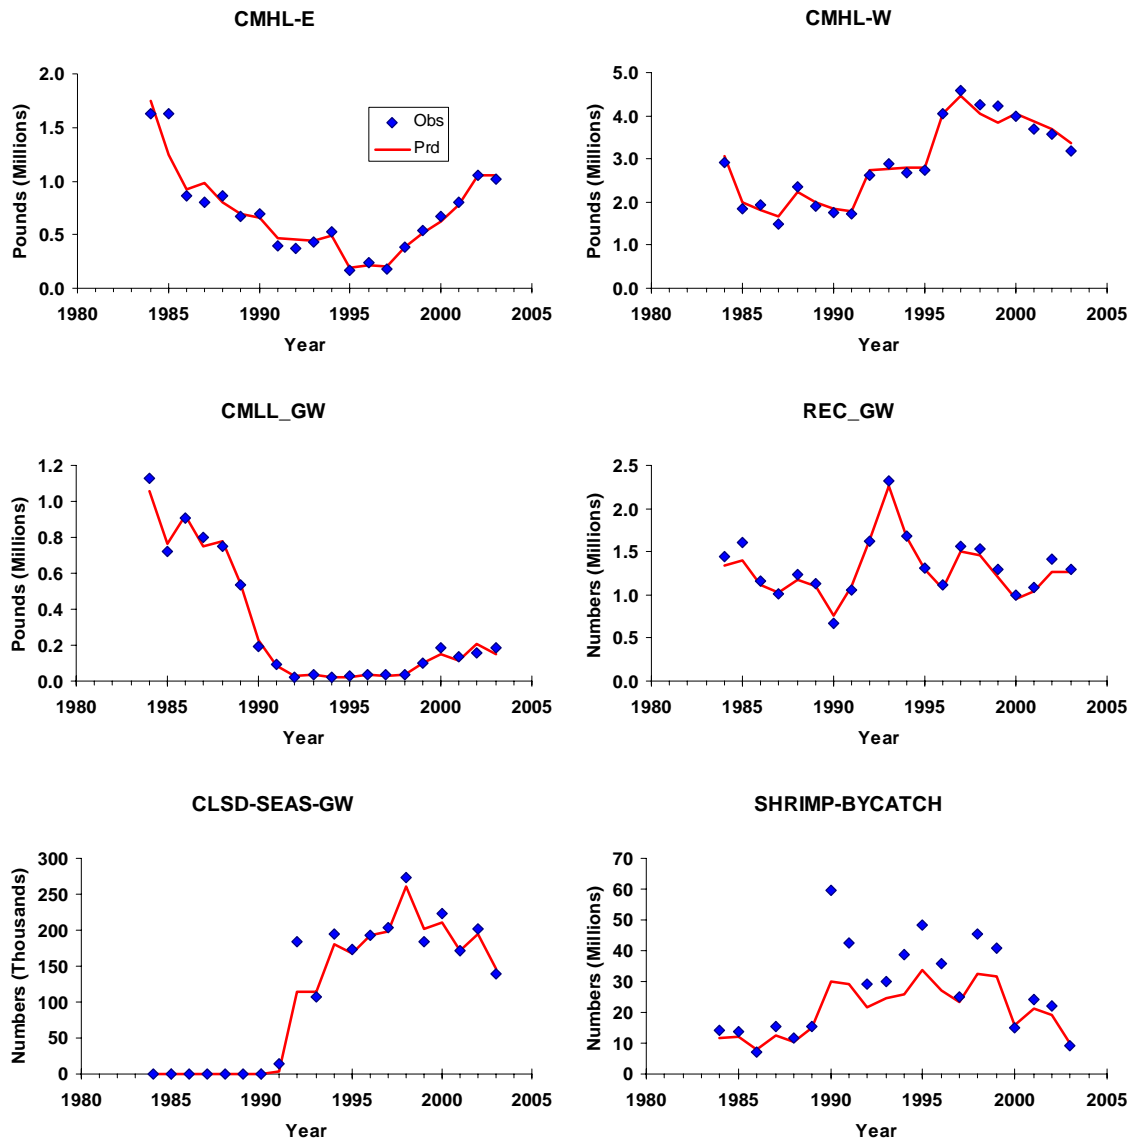 CMHL-E
Pounds (Millions)
2.0
1.5
1.0
0.5
0.0
Obs
Prd
1980 1985 1990 1995 2000 2005
Year
CMHL-W
Pounds (Millions)
5.0
4.0
3.0
2.0
1.0
0.0
1980 1985 1990 1995 2000 2005
Year
CMLL_GW
Pounds (Millions)
1.2
1.0
0.8
0.6
0.4
0.2
0.0
1980 1985 1990 1995 2000 2005
Year
REC_GW
Numbers (Millions)
2.5
2.0
1.5
1.0
0.5
0.0
1980 1985 1990 1995 2000 2005
Year
CLSD-SEAS-GW
Numbers (Thousands)
300
250
200
150
100
50
0
1980 1985 1990 1995 2000 2005
Year
SHRIMP-BYCATCH
Numbers (Millions)
70
60
50
40
30
20
10
0
1980 1985 1990 1995 2000 2005
Year